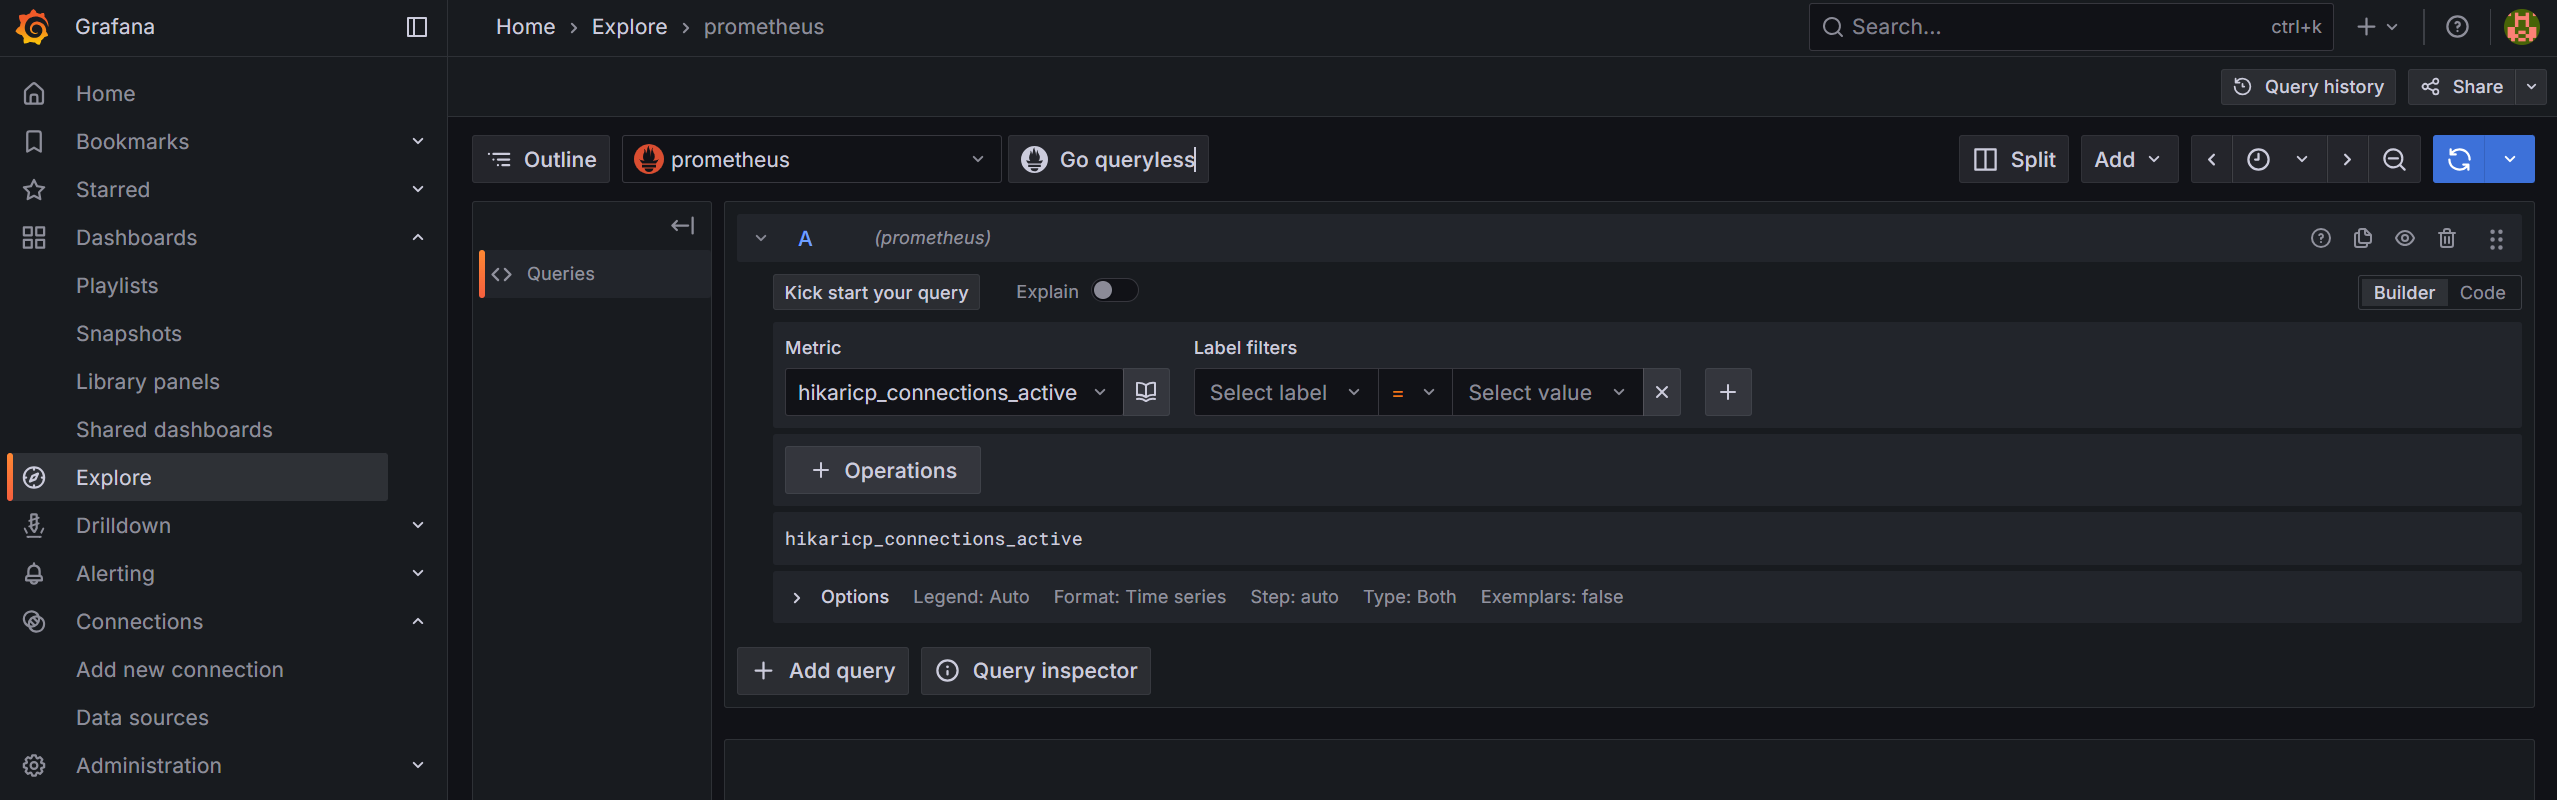 Grafana
Home › Explore › prometheus
Search... ctrl+k
Query history
Share
Home
Bookmarks
Starred
Dashboards
Playlists
Snapshots
Library panels
Shared dashboards
Explore
Drilldown
Alerting
Connections
Add new connection
Data sources
Administration
Outline
prometheus
Go queryless
Split
Add
Queries
A (prometheus)
Kick start your query
Explain
Builder Code
Metric
Label filters
hikaricp_connections_active
Select label = Select value
+ Operations
hikaricp_connections_active
Options Legend: Auto Format: Time series Step: auto Type: Both Exemplars: false
+ Add query
Query inspector